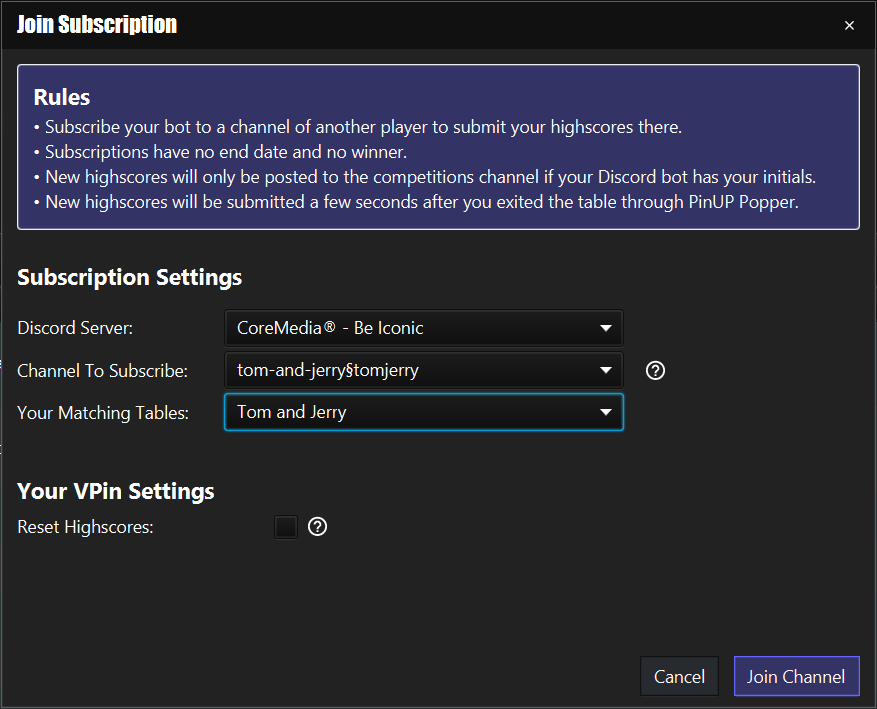 Join Subscription
×
Rules
• Subscribe your bot to a channel of another player to submit your highscores there.
• Subscriptions have no end date and no winner.
• New highscores will only be posted to the competitions channel if your Discord bot has your initials.
• New highscores will be submitted a few seconds after you exited the table through PinUP Popper.
Subscription Settings
Discord Server: CoreMedia® - Be Iconic
Channel To Subscribe: tom-and-jerry§tomjerry ?
Your Matching Tables: Tom and Jerry
Your VPin Settings
Reset Highscores: ?
Cancel Join Channel